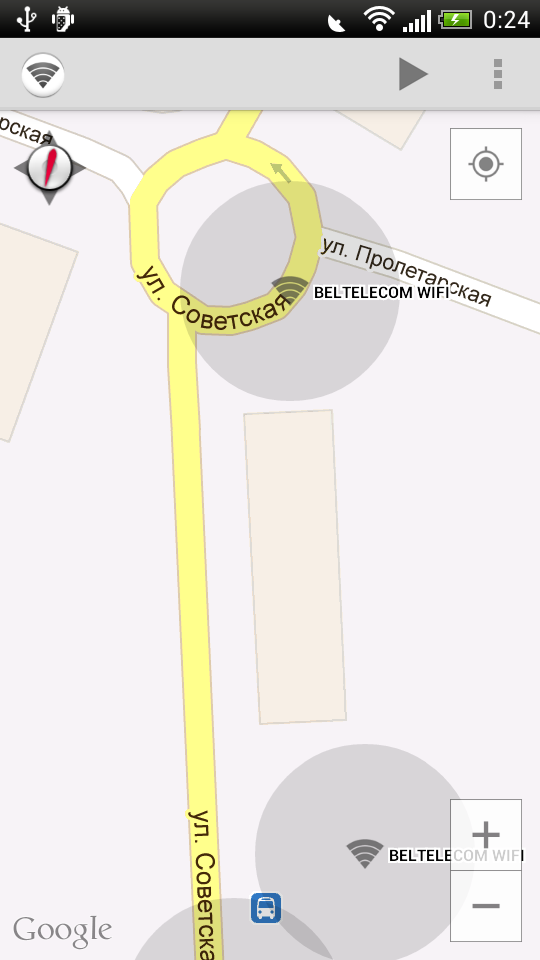 0:24
рская
ул. Пролетарская
ул. Советская
BELTELECOM WIFI
BELTELECOM WIFI
ул. Советска
Google